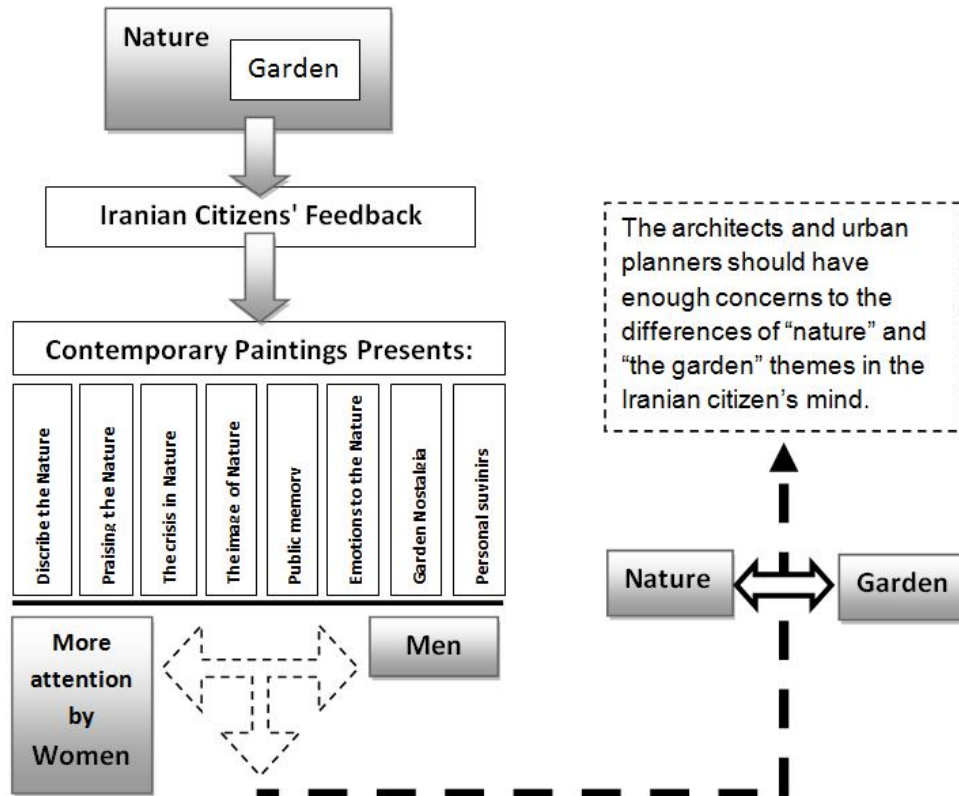 Nature
Garden
Iranian Citizens' Feedback
Contemporary Paintings Presents:
Discribe the Nature
Praising the Nature
The crisis in Nature
The image of Nature
Public memory
Emotions to the Nature
Garden Nostalgia
Personal suvinirs
More
attention
by
Women
Men
The architects and urban
planners should have
enough concerns to the
differences of “nature” and
“the garden” themes in the
Iranian citizen’s mind.
Nature
Garden